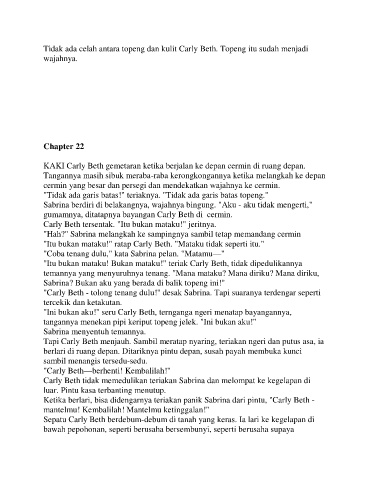 Tidak ada celah antara topeng dan kulit Carly Beth. Topeng itu sudah menjadi
wajahnya.
Chapter 22
KAKI Carly Beth gemetaran ketika berjalan ke depan cermin di ruang depan.
Tangannya masih sibuk meraba-raba kerongkongannya ketika melangkah ke depan
cermin yang besar dan persegi dan mendekatkan wajahnya ke cermin.
"Tidak ada garis batas!" teriaknya. "Tidak ada garis batas topeng."
Sabrina berdiri di belakangnya, wajahnya bingung. "Aku - aku tidak mengerti,"
gumamnya, ditatapnya bayangan Carly Beth di cermin.
Carly Beth tersentak. "Itu bukan mataku!" jeritnya.
"Hah?" Sabrina melangkah ke sampingnya sambil tetap memandang cermin
"Itu bukan mataku!" ratap Carly Beth. "Mataku tidak seperti itu."
"Coba tenang dulu," kata Sabrina pelan. "Matamu—"
"Itu bukan mataku! Bukan mataku!" teriak Carly Beth, tidak dipedulikannya
temannya yang menyuruhnya tenang. "Mana mataku? Mana diriku? Mana diriku,
Sabrina? Bukan aku yang berada di balik topeng ini!"
"Carly Beth - tolong tenang dulu!" desak Sabrina. Tapi suaranya terdengar seperti
tercekik dan ketakutan.
"Ini bukan aku!" seru Carly Beth, ternganga ngeri menatap bayangannya,
tangannya menekan pipi keriput topeng jelek. "Ini bukan aku!"
Sabrina menyentuh temannya.
Tapi Carly Beth menjauh. Sambil meratap nyaring, teriakan ngeri dan putus asa, ia
berlari di ruang depan. Ditariknya pintu depan, susah payah membuka kunci
sambil menangis tersedu-sedu.
"Carly Beth—berhenti! Kembalilah!"
Carly Beth tidak memedulikan teriakan Sabrina dan melompat ke kegelapan di
luar. Pintu kasa terbanting menutup.
Ketika berlari, bisa didengarnya teriakan panik Sabrina dari pintu, "Carly Beth -
mantelmu! Kembalilah! Mantelmu ketinggalan!"
Sepatu Carly Beth berdebum-debum di tanah yang keras. Ia lari ke kegelapan di
bawah pepohonan, seperti berusaha bersembunyi, seperti berusaha supaya